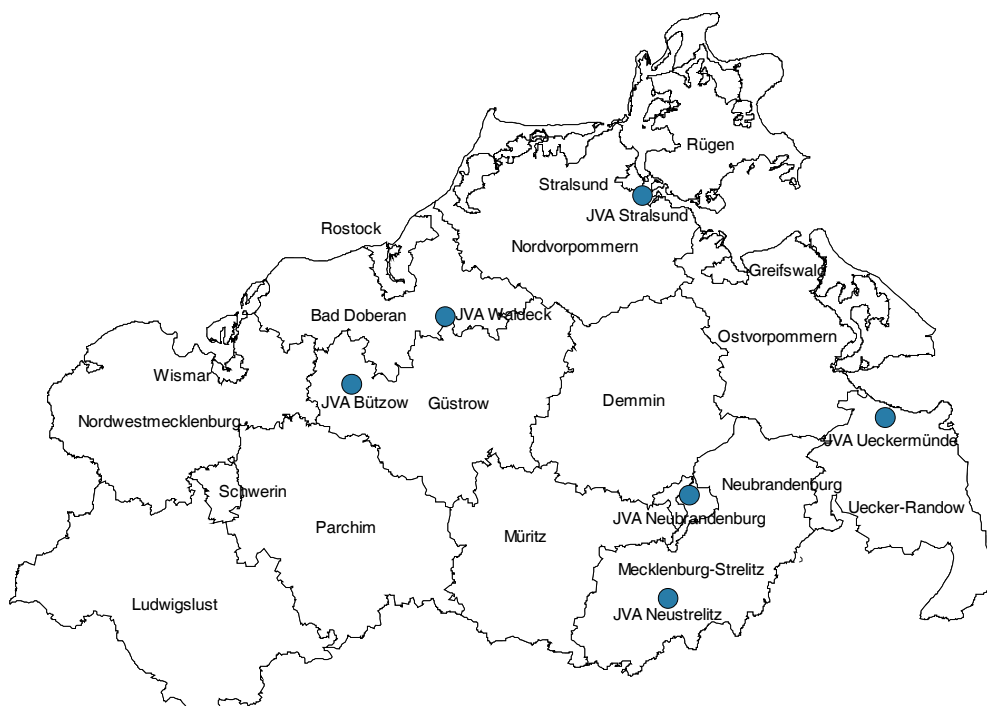 Rügen
Stralsund
JVA Stralsund
Rostock
Nordvorpommern
Greifswald
Bad Doberan
JVA Waldeck
Ostvorpommern
Wismar
JVA Bützow
Güstrow
Demmin
Nordwestmecklenburg
JVA Ueckermünde
Schwerin
Neubrandenburg
Parchim
JVA Neubrandenburg
Uecker-Randow
Müritz
Mecklenburg-Strelitz
Ludwigslust
JVA Neustrelitz